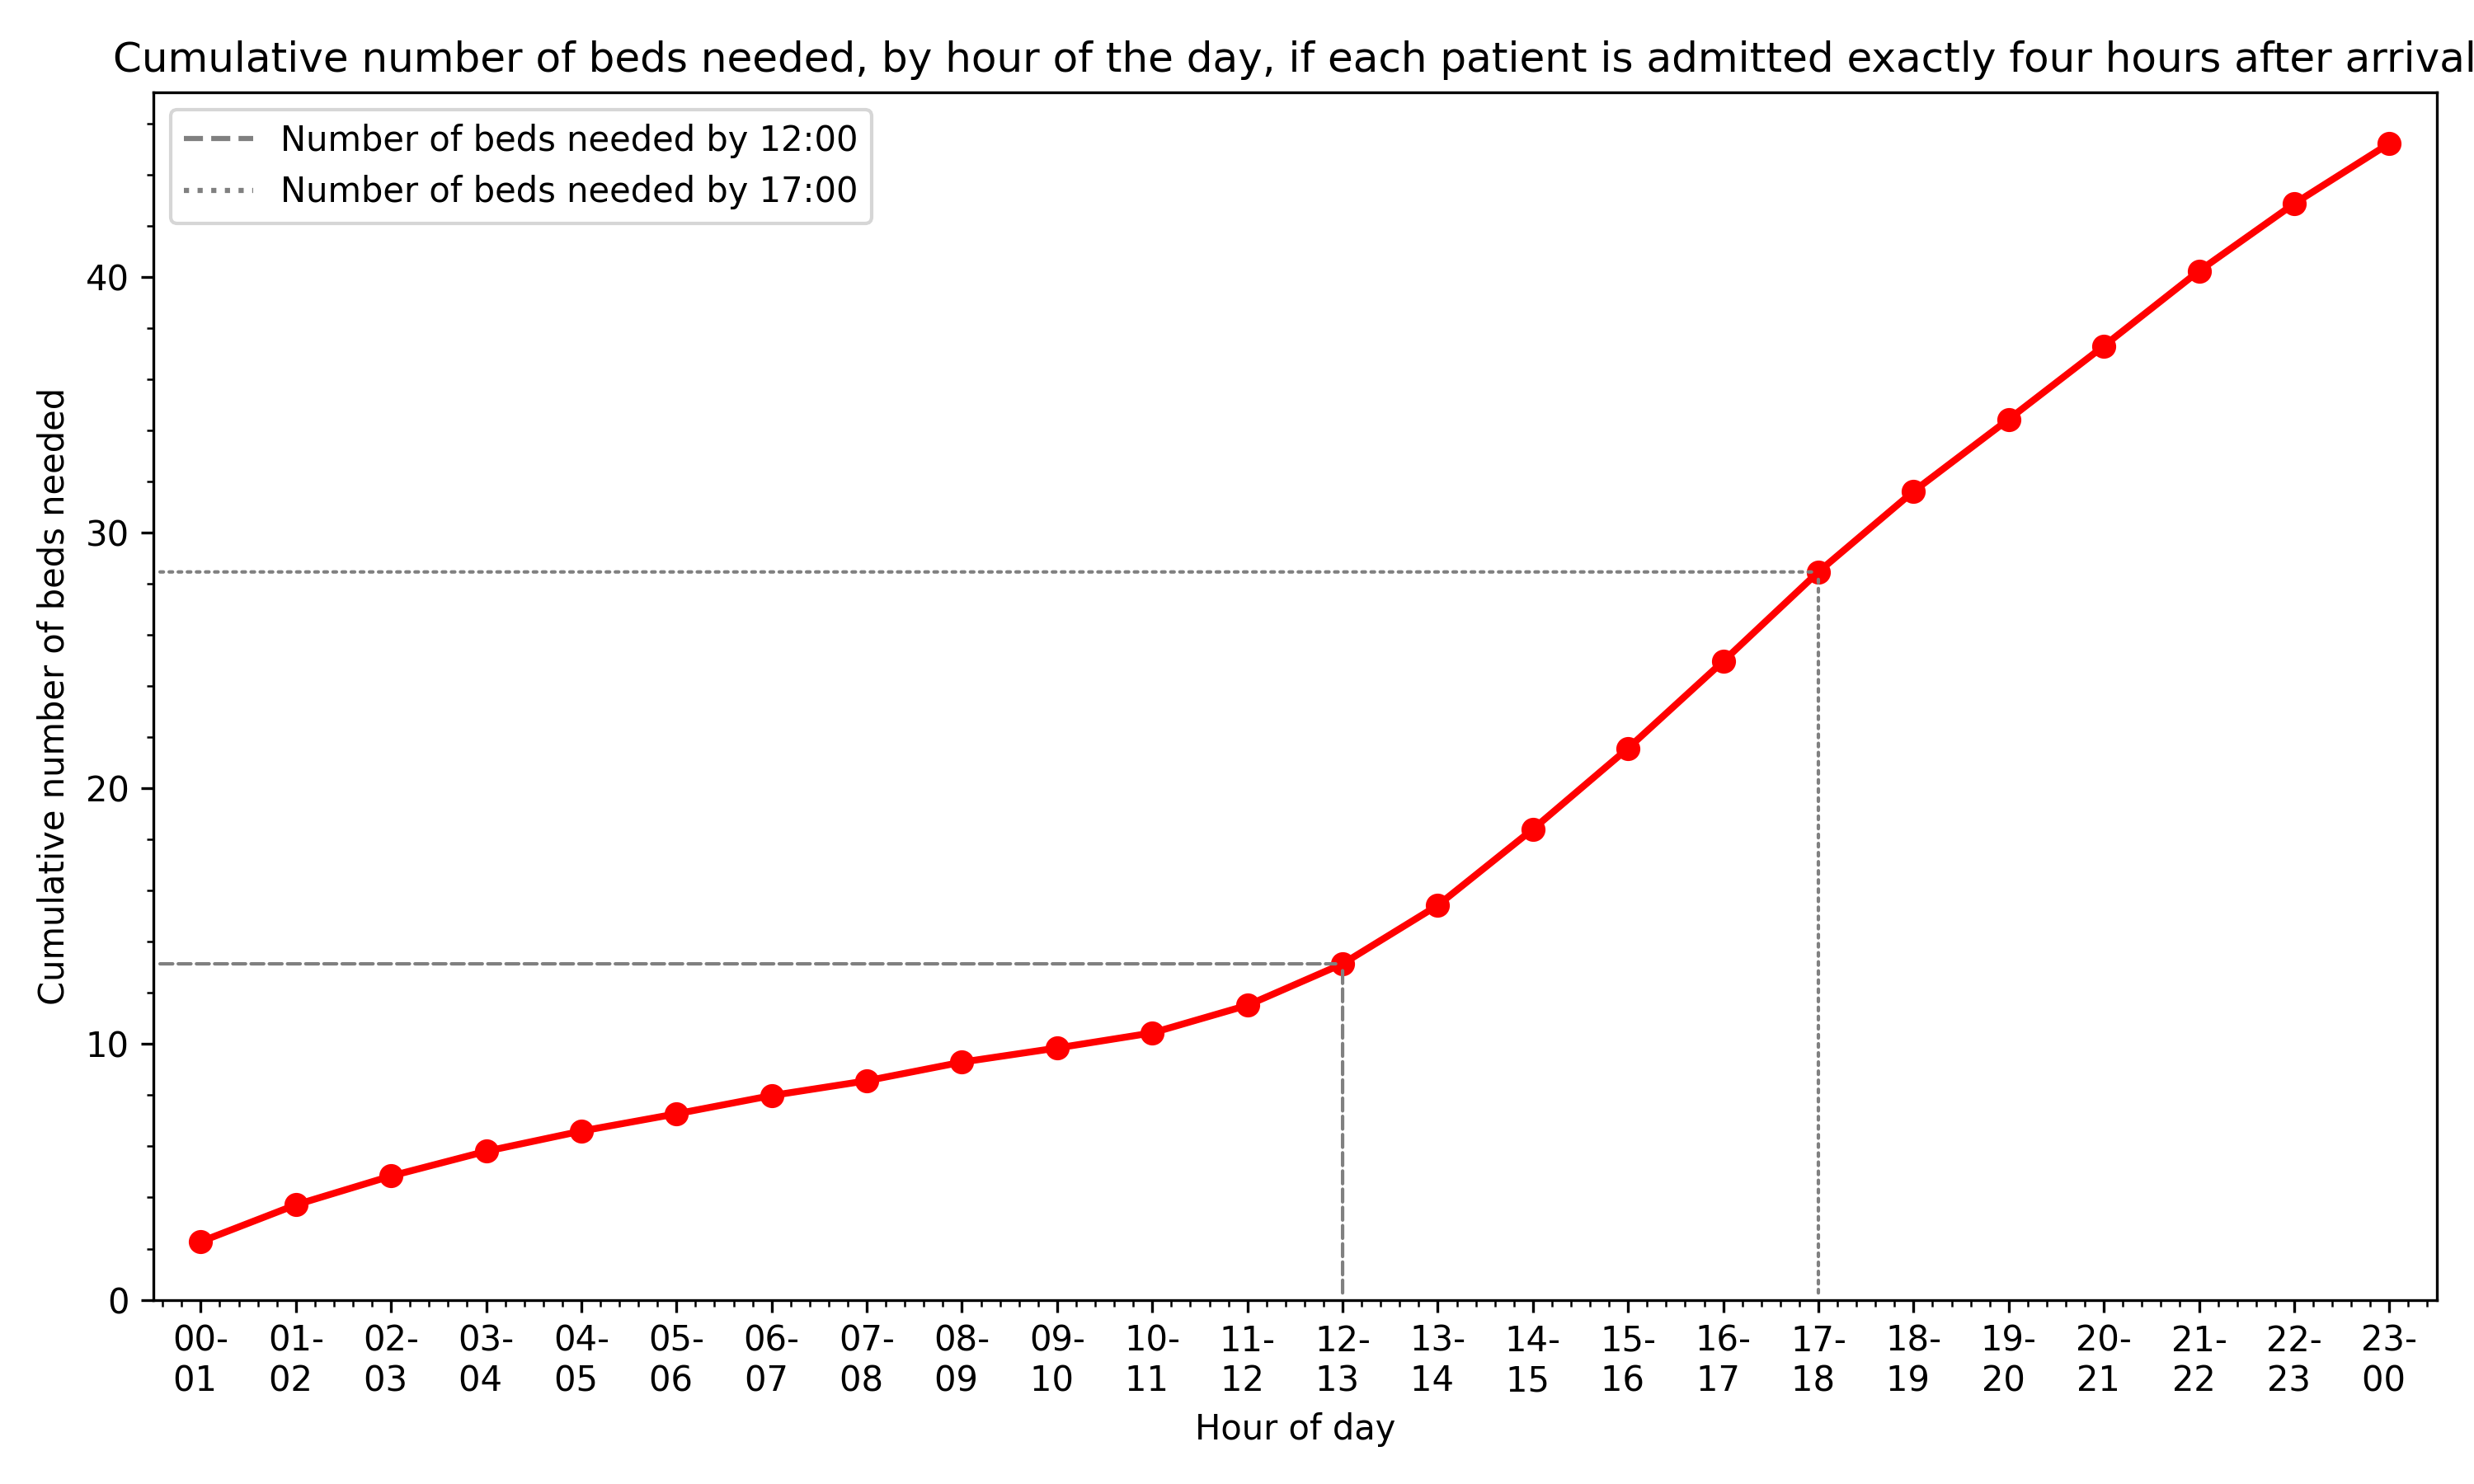 Cumulative number of beds needed, by hour of the day, if each patient is admitted exactly four hours after arrival
Number of beds needed by 12:00
Number of beds needed by 17:00
Cumulative number of beds needed
40
30
20
10
0
00- 01- 02- 03- 04- 05- 06- 07- 08- 09- 10- 11- 12- 13- 14- 15- 16- 17- 18- 19- 20- 21- 22- 23-
01 02 03 04 05 06 07 08 09 10 11 12 13 14 15 16 17 18 19 20 21 22 23 00
Hour of day